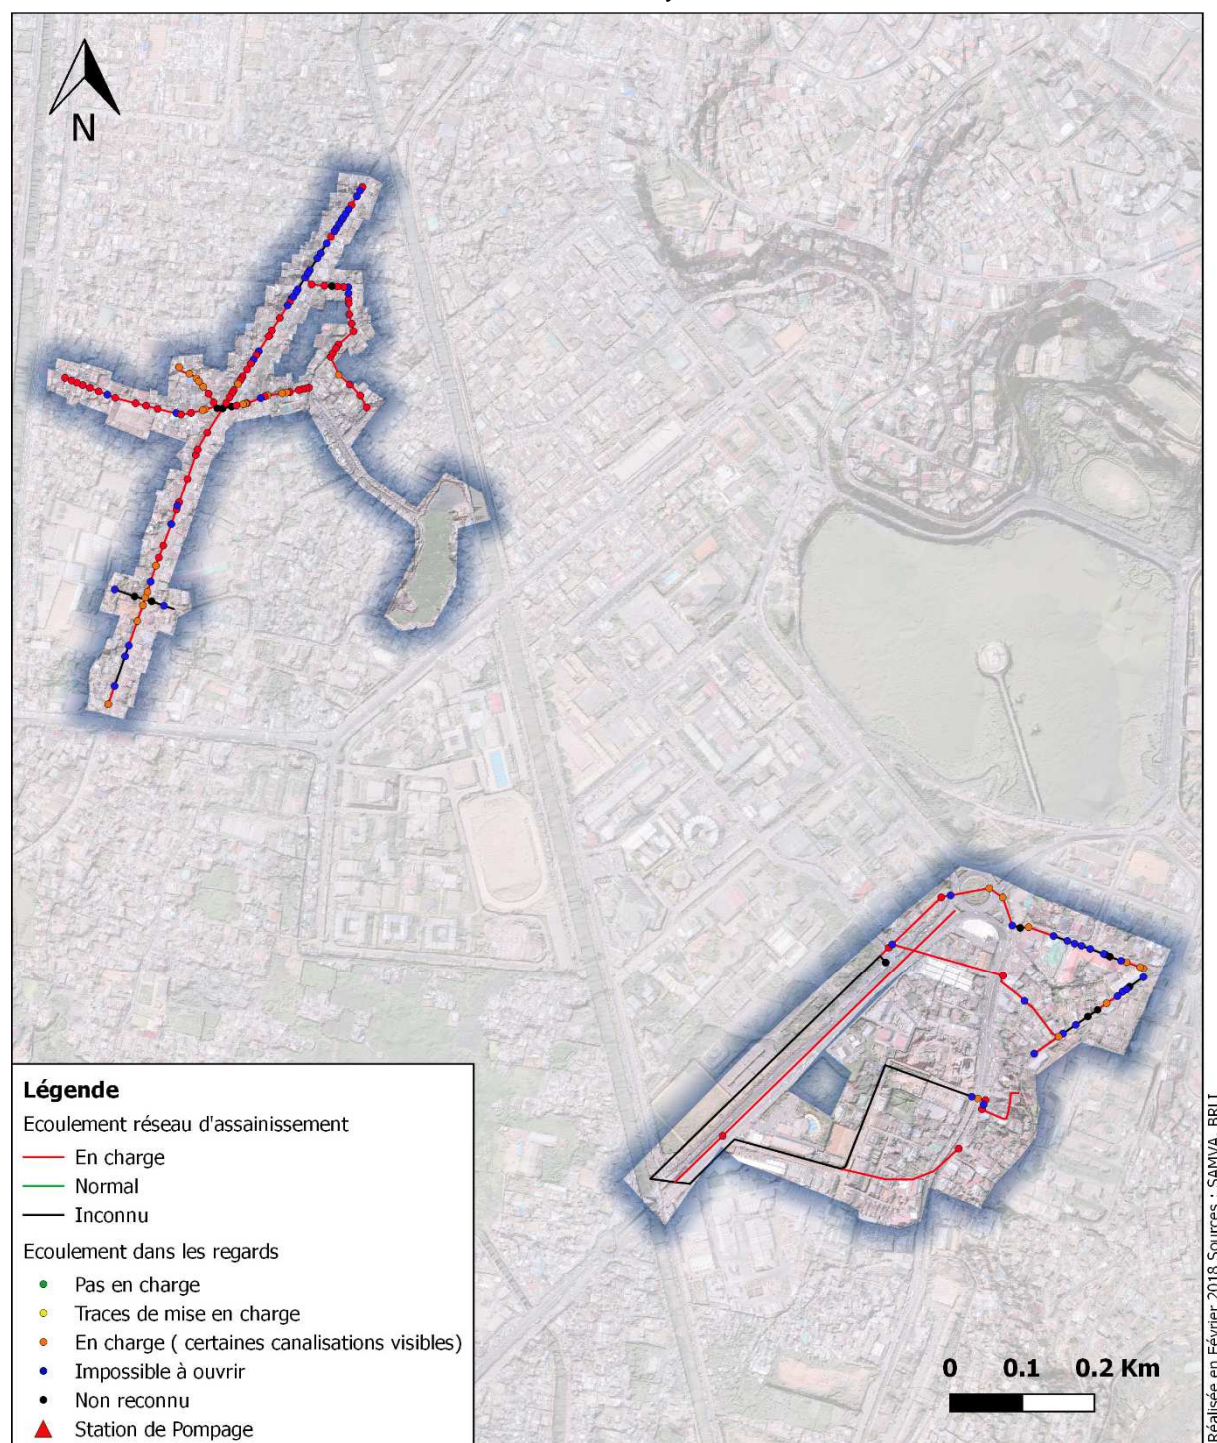 N
Légende
Ecoulement réseau d'assainissement
En charge
Normal
Inconnu
Ecoulement dans les regards
Pas en charge
Traces de mise en charge
En charge ( certaines canalisations visibles)
Impossible à ouvrir
Non reconnu
Station de Pompage
0 0.1 0.2 Km
Réalisée en Février 2018 Sources : SAMVA, BRLI